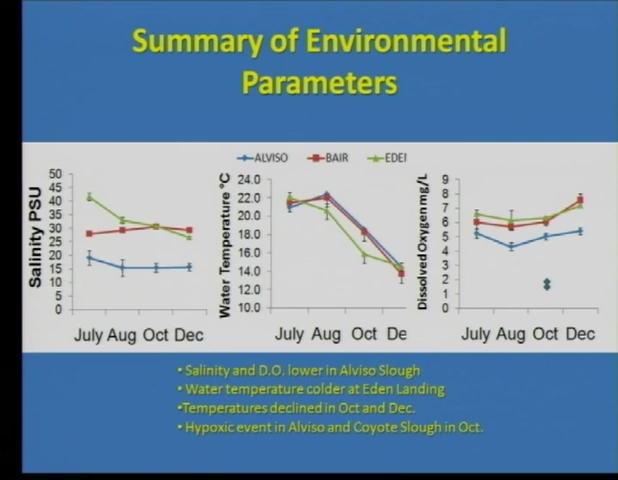 Summary of Environmental
Parameters
ALVISO BAIR EDEI
Salinity PSU
50
45
40
35
30
25
20
15
10
5
0
July Aug Oct Dec
Water Temperature °C
24.0
22.0
20.0
18.0
16.0
14.0
12.0
10.0
July Aug Oct De
Dissolved Oxygen mg/L
9
8
7
6
5
4
3
2
1
0
July Aug Oct Dec
• Salinity and D.O. lower in Alviso Slough
• Water temperature colder at Eden Landing
•Temperatures declined in Oct and Dec.
• Hypoxic event in Alviso and Coyote Slough in Oct.